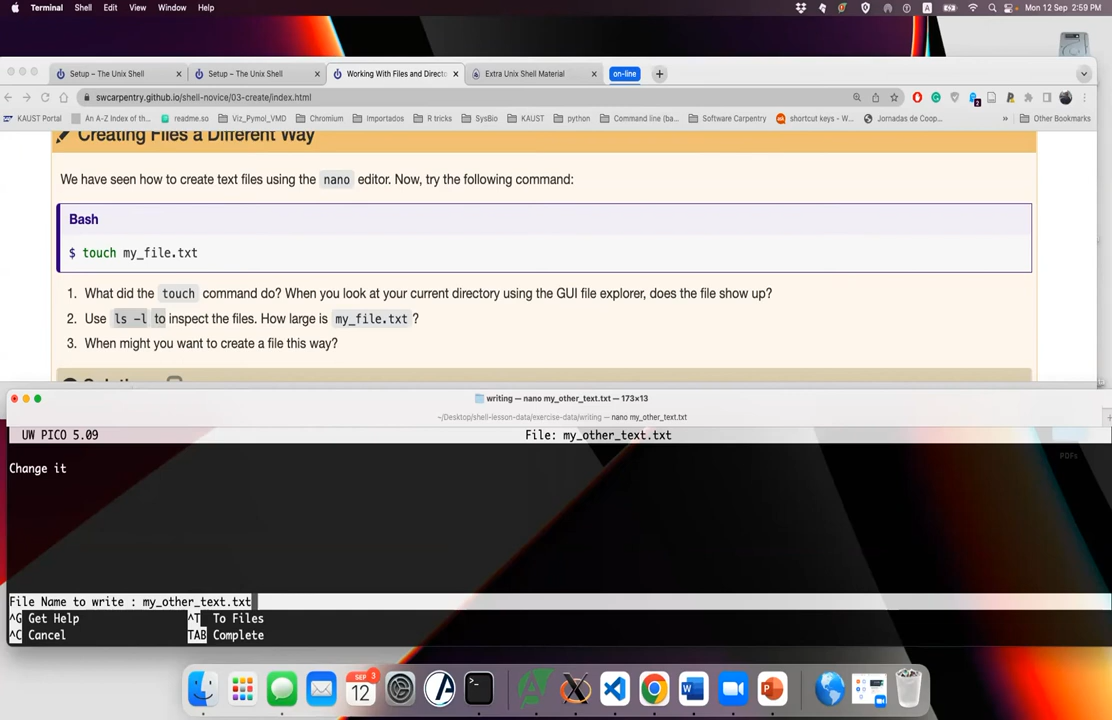 Terminal Shell Edit View Window Help A Mon 12 Sep 2:59 PM
Setup – The Unix Shell × Setup – The Unix Shell × Working With Files and Directo × Extra Unix Shell Material × on-line +
swcarpentry.github.io/shell-novice/03-create/index.html
KAUST Portal An A-Z Index of th... readme.so Viz_Pymol_VMD Chromium Importados R tricks SysBio KAUST python Command line (ba... Software Carpentry shortcut keys - W... Jornadas de Coop... » Other Bookmarks
Creating Files a Different Way
We have seen how to create text files using the nano editor. Now, try the following command:
Bash
$ touch my_file.txt
1. What did the touch command do? When you look at your current directory using the GUI file explorer, does the file show up?
2. Use ls -l to inspect the files. How large is my_file.txt ?
3. When might you want to create a file this way?
writing — nano my_other_text.txt — 173×13
~/Desktop/shell-lesson-data/exercise-data/writing — nano my_other_text.txt
UW PICO 5.09 File: my_other_text.txt
PDFs
Change it
File Name to write : my_other_text.txt
^G Get Help ^T To Files
^C Cancel TAB Complete
SEP 3
12